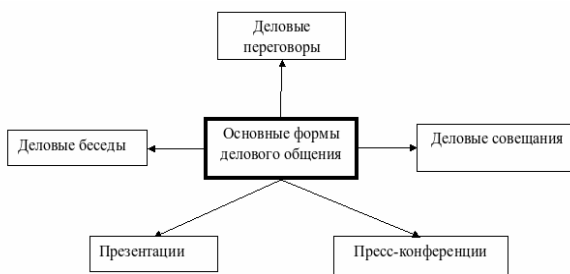 Деловые
переговоры
Основные формы
делового общения
Деловые беседы
Деловые совещания
Презентации
Пресс-конференции